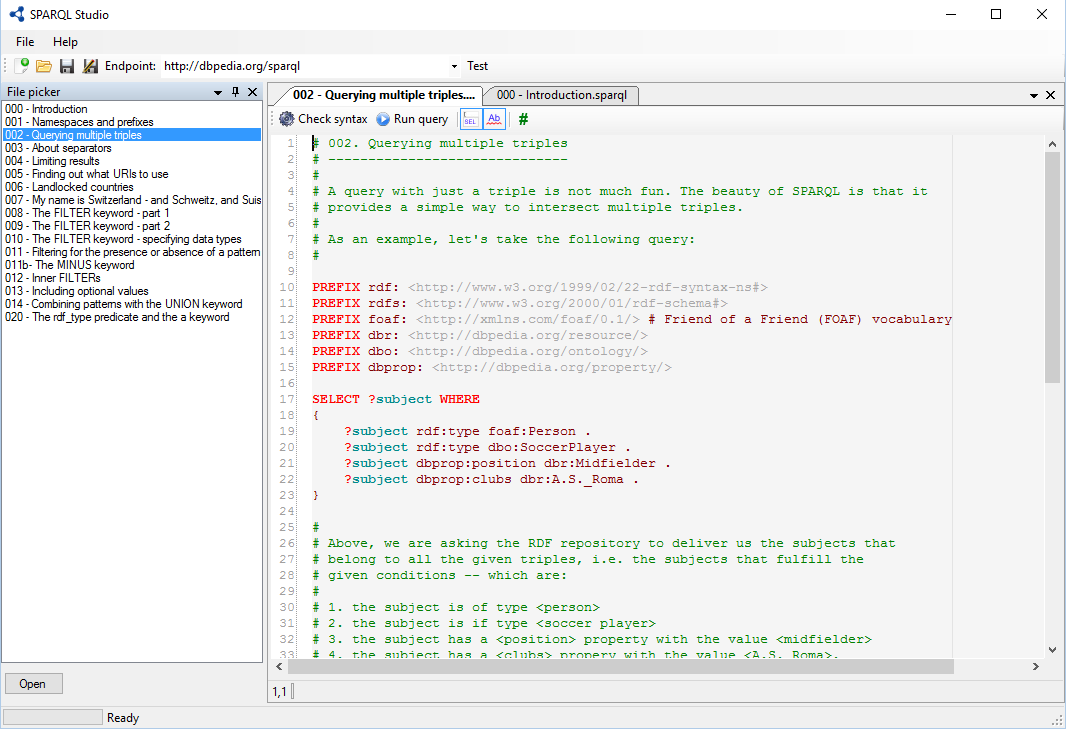 SPARQL Studio
File Help
Endpoint: http://dbpedia.org/sparql Test
File picker
000 - Introduction
001 - Namespaces and prefixes
002 - Querying multiple triples
003 - About separators
004 - Limiting results
005 - Finding out what URIs to use
006 - Landlocked countries
007 - My name is Switzerland - and Schweitz, and Suis
008 - The FILTER keyword - part 1
009 - The FILTER keyword - part 2
010 - The FILTER keyword - specifying data types
011 - Filtering for the presence or absence of a pattern
011b- The MINUS keyword
012 - Inner FILTERs
013 - Including optional values
014 - Combining patterns with the UNION keyword
020 - The rdf_type predicate and the a keyword
Open
002 - Querying multiple triples.... 000 - Introduction.sparql
Check syntax Run query SEL Ab #
1 # 002. Querying multiple triples
2 # ------------------------------
3 #
4 # A query with just a triple is not much fun. The beauty of SPARQL is that it
5 # provides a simple way to intersect multiple triples.
6 #
7 # As an example, let's take the following query:
8 #
9
10 PREFIX rdf: <http://www.w3.org/1999/02/22-rdf-syntax-ns#>
11 PREFIX rdfs: <http://www.w3.org/2000/01/rdf-schema#>
12 PREFIX foaf: <http://xmlns.com/foaf/0.1/> # Friend of a Friend (FOAF) vocabulary
13 PREFIX dbr: <http://dbpedia.org/resource/>
14 PREFIX dbo: <http://dbpedia.org/ontology/>
15 PREFIX dbprop: <http://dbpedia.org/property/>
16
17 SELECT ?subject WHERE
18 {
19 ?subject rdf:type foaf:Person .
20 ?subject rdf:type dbo:SoccerPlayer .
21 ?subject dbprop:position dbr:Midfielder .
22 ?subject dbprop:clubs dbr:A.S._Roma .
23 }
24
25 #
26 # Above, we are asking the RDF repository to deliver us the subjects that
27 # belong to all the given triples, i.e. the subjects that fulfill the
28 # given conditions -- which are:
29 #
30 # 1. the subject is of type <person>
31 # 2. the subject is if type <soccer player>
32 # 3. the subject has a <position> property with the value <midfielder>
33 # 4. the subject has a <clubs> propery with the value <A.S. Roma>.
1,1
Ready